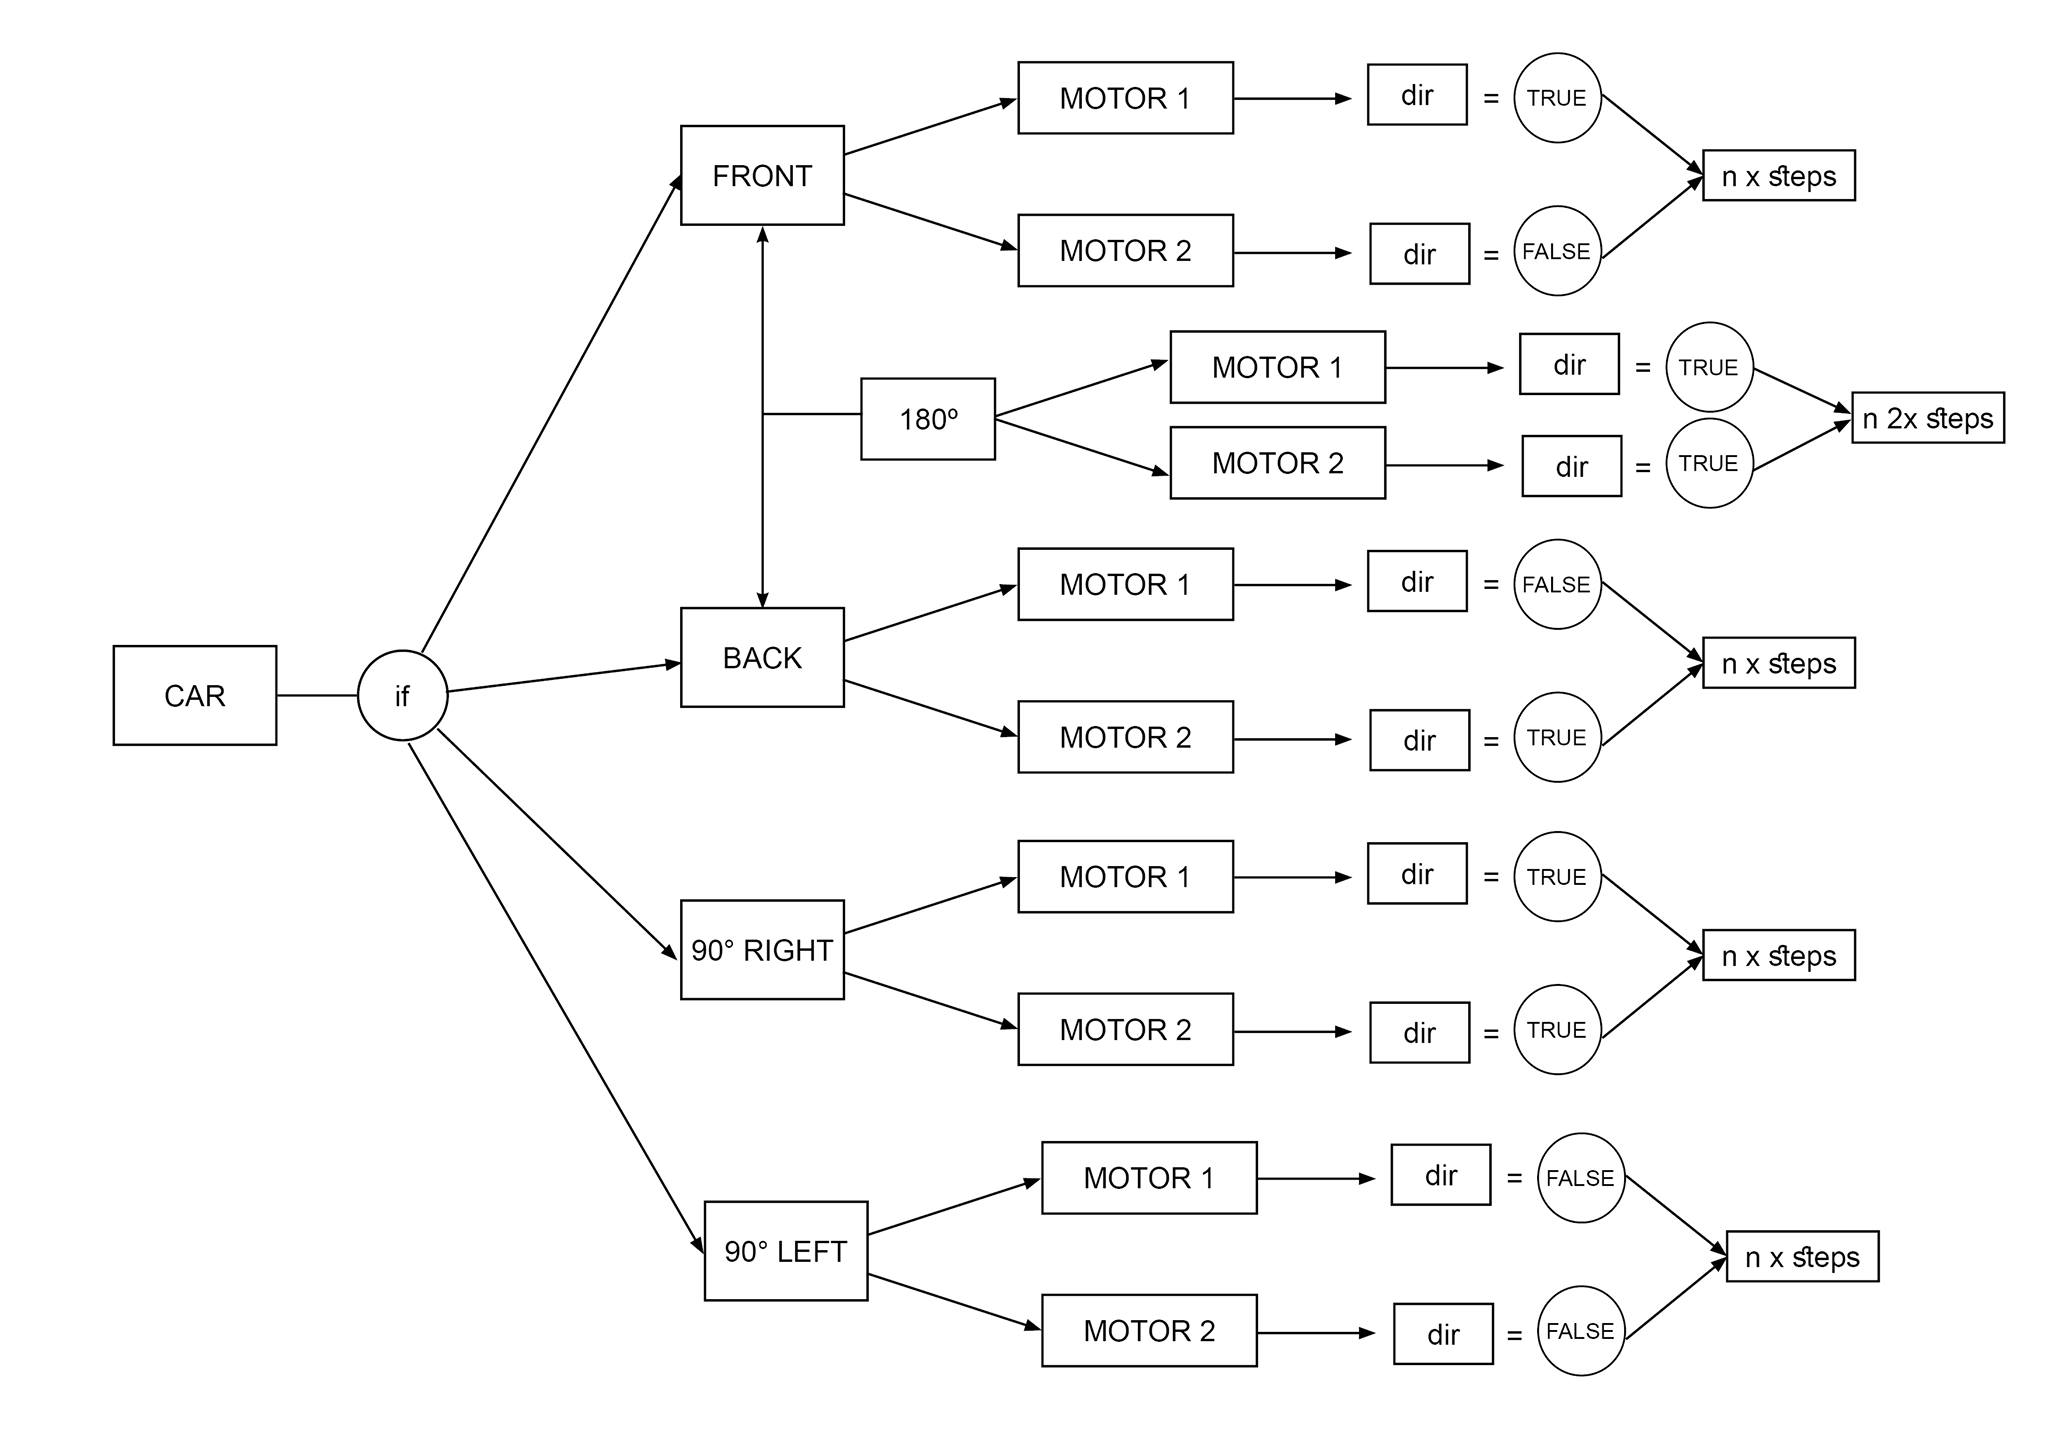 MOTOR 1
dir
=
TRUE
FRONT
n x steps
MOTOR 2
dir
=
FALSE
MOTOR 1
dir
=
TRUE
180º
n 2x steps
MOTOR 2
dir
=
TRUE
MOTOR 1
dir
=
FALSE
BACK
n x steps
CAR
if
MOTOR 2
dir
=
TRUE
MOTOR 1
dir
=
TRUE
90° RIGHT
n x steps
MOTOR 2
dir
=
TRUE
MOTOR 1
dir
=
FALSE
90° LEFT
n x steps
MOTOR 2
dir
=
FALSE